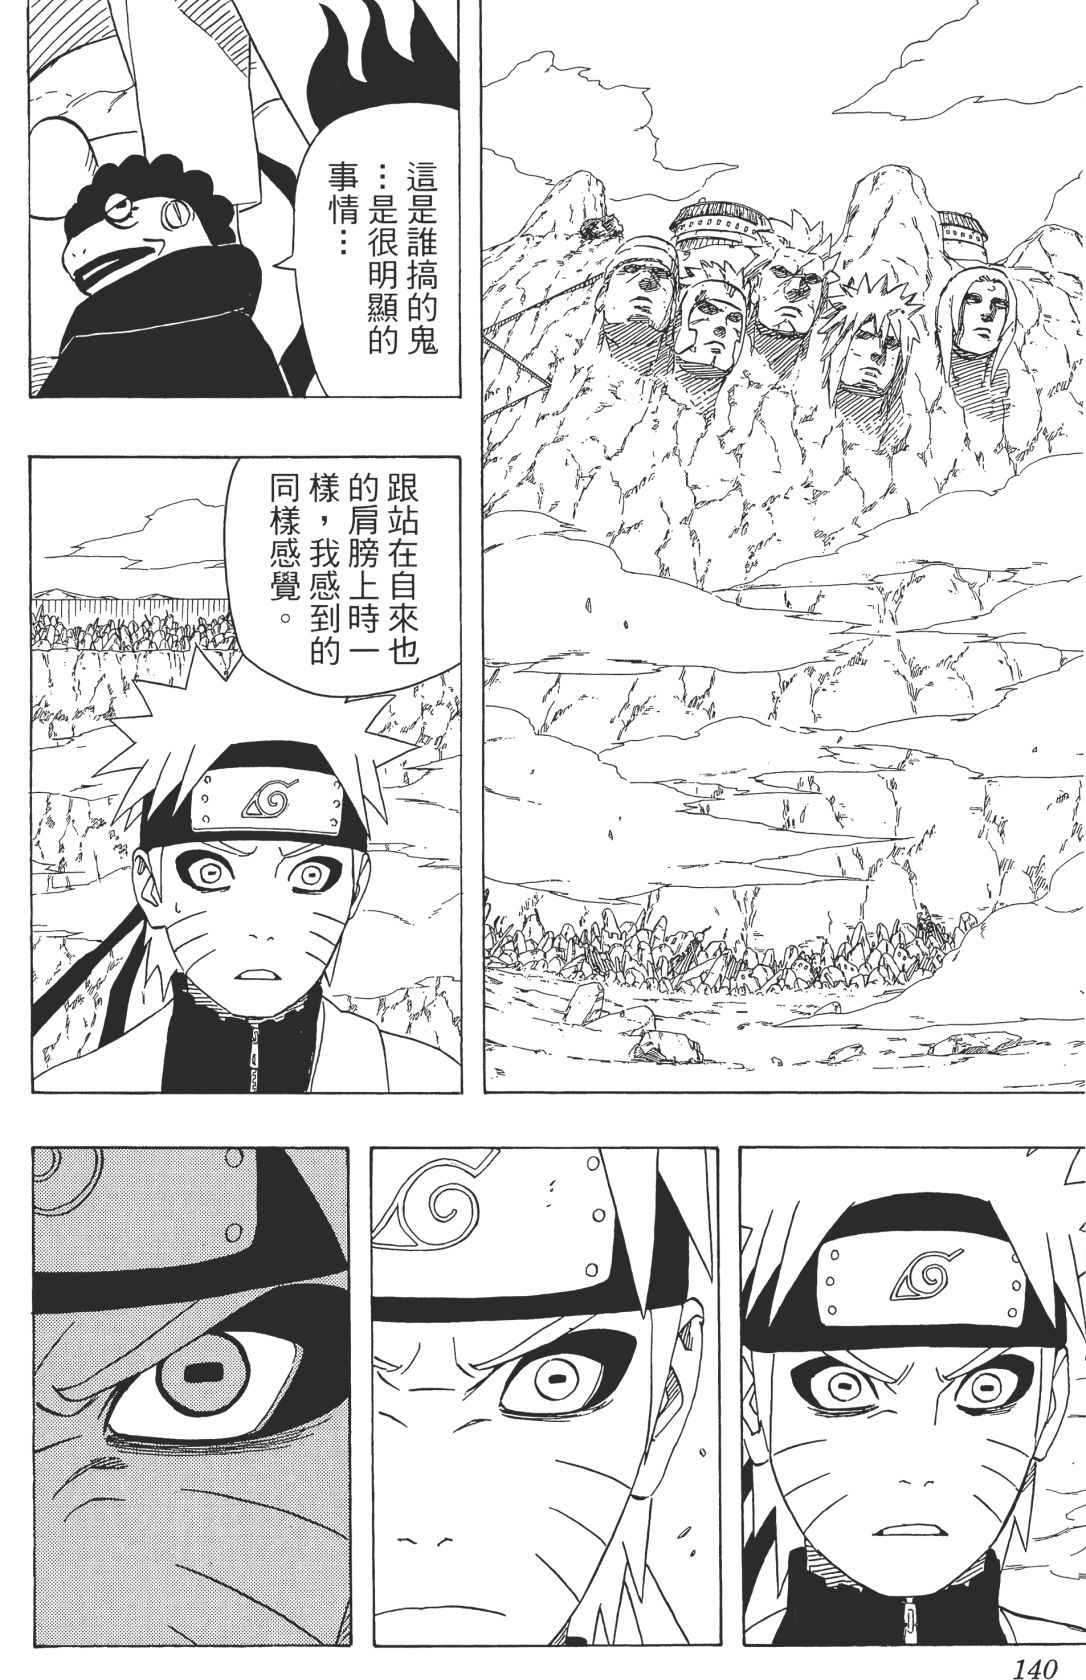 這是誰搞的鬼
…是很明顯的
事情…
跟站在自來也
的肩膀上時一
樣，我感到的
同樣感覺。
140